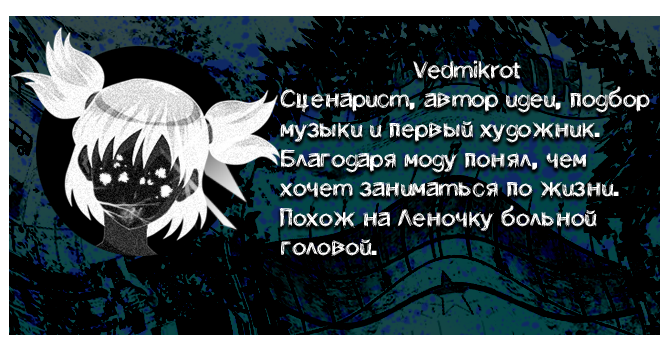 Vedmikrot
Сценарист, автор идеи, подбор
музыки и первый художник.
Благодаря моду понял, чем
хочет заниматься по жизни.
Похож на Леночку больной
головой.